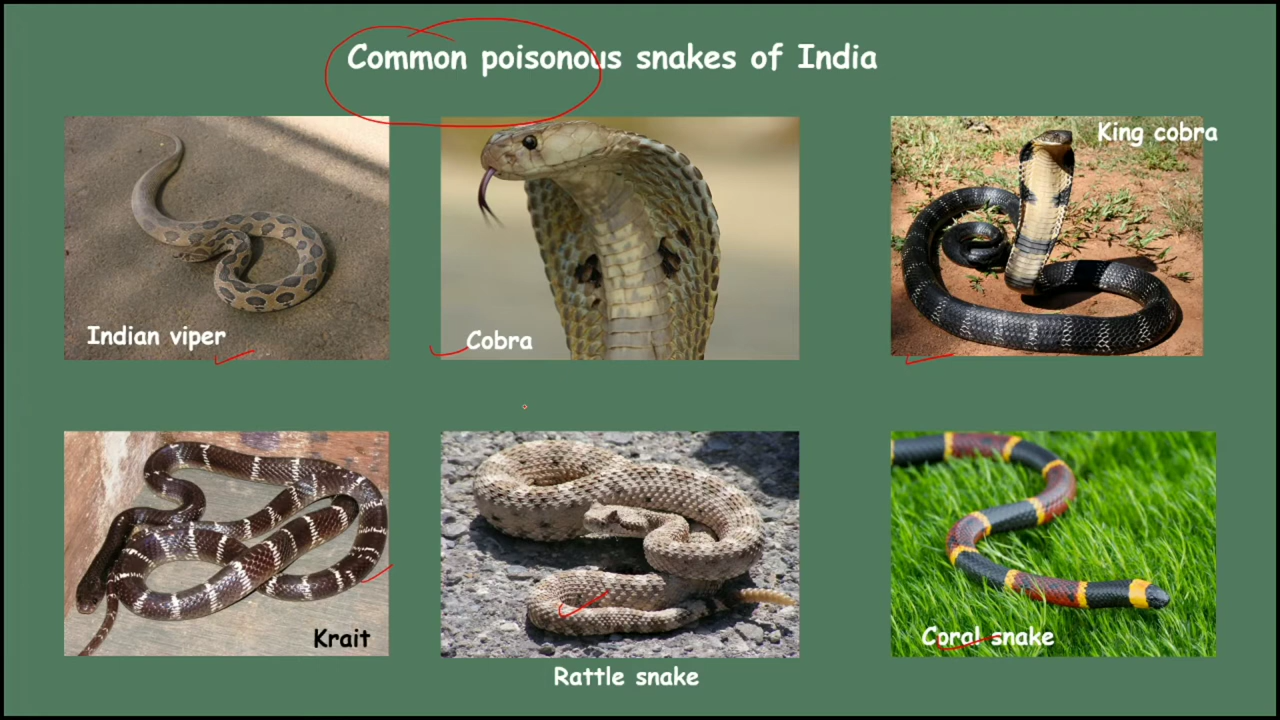 Common poisonous snakes of India
King cobra
Indian viper
Cobra
Krait
Rattle snake
Coral snake